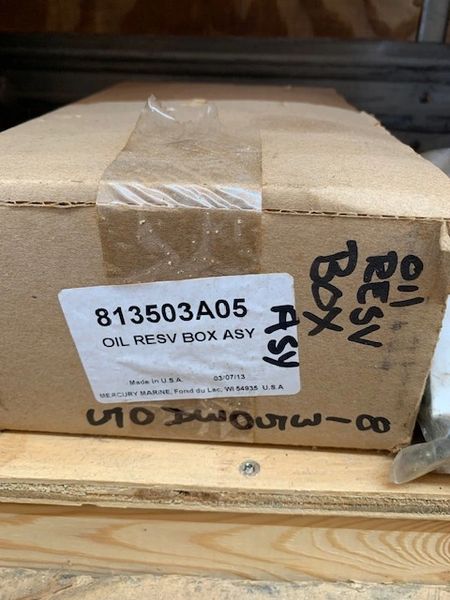 813503A05
OIL RESV BOX ASY
Made in U.S.A. 03/07/13
MERCURY MARINE, Fond du Lac, WI 54935 U.S.A
OIL
RESV
BOX
ASy
813503A05